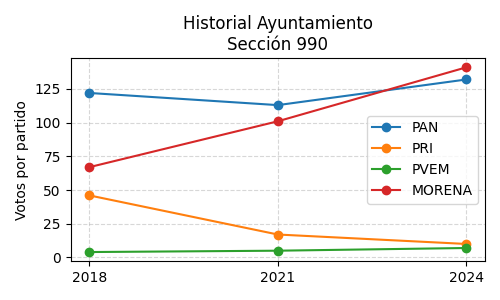 Historial Ayuntamiento
Sección 990
Votos por partido
125
100
75
50
25
0
2018
2021
2024
PAN
PRI
PVEM
MORENA